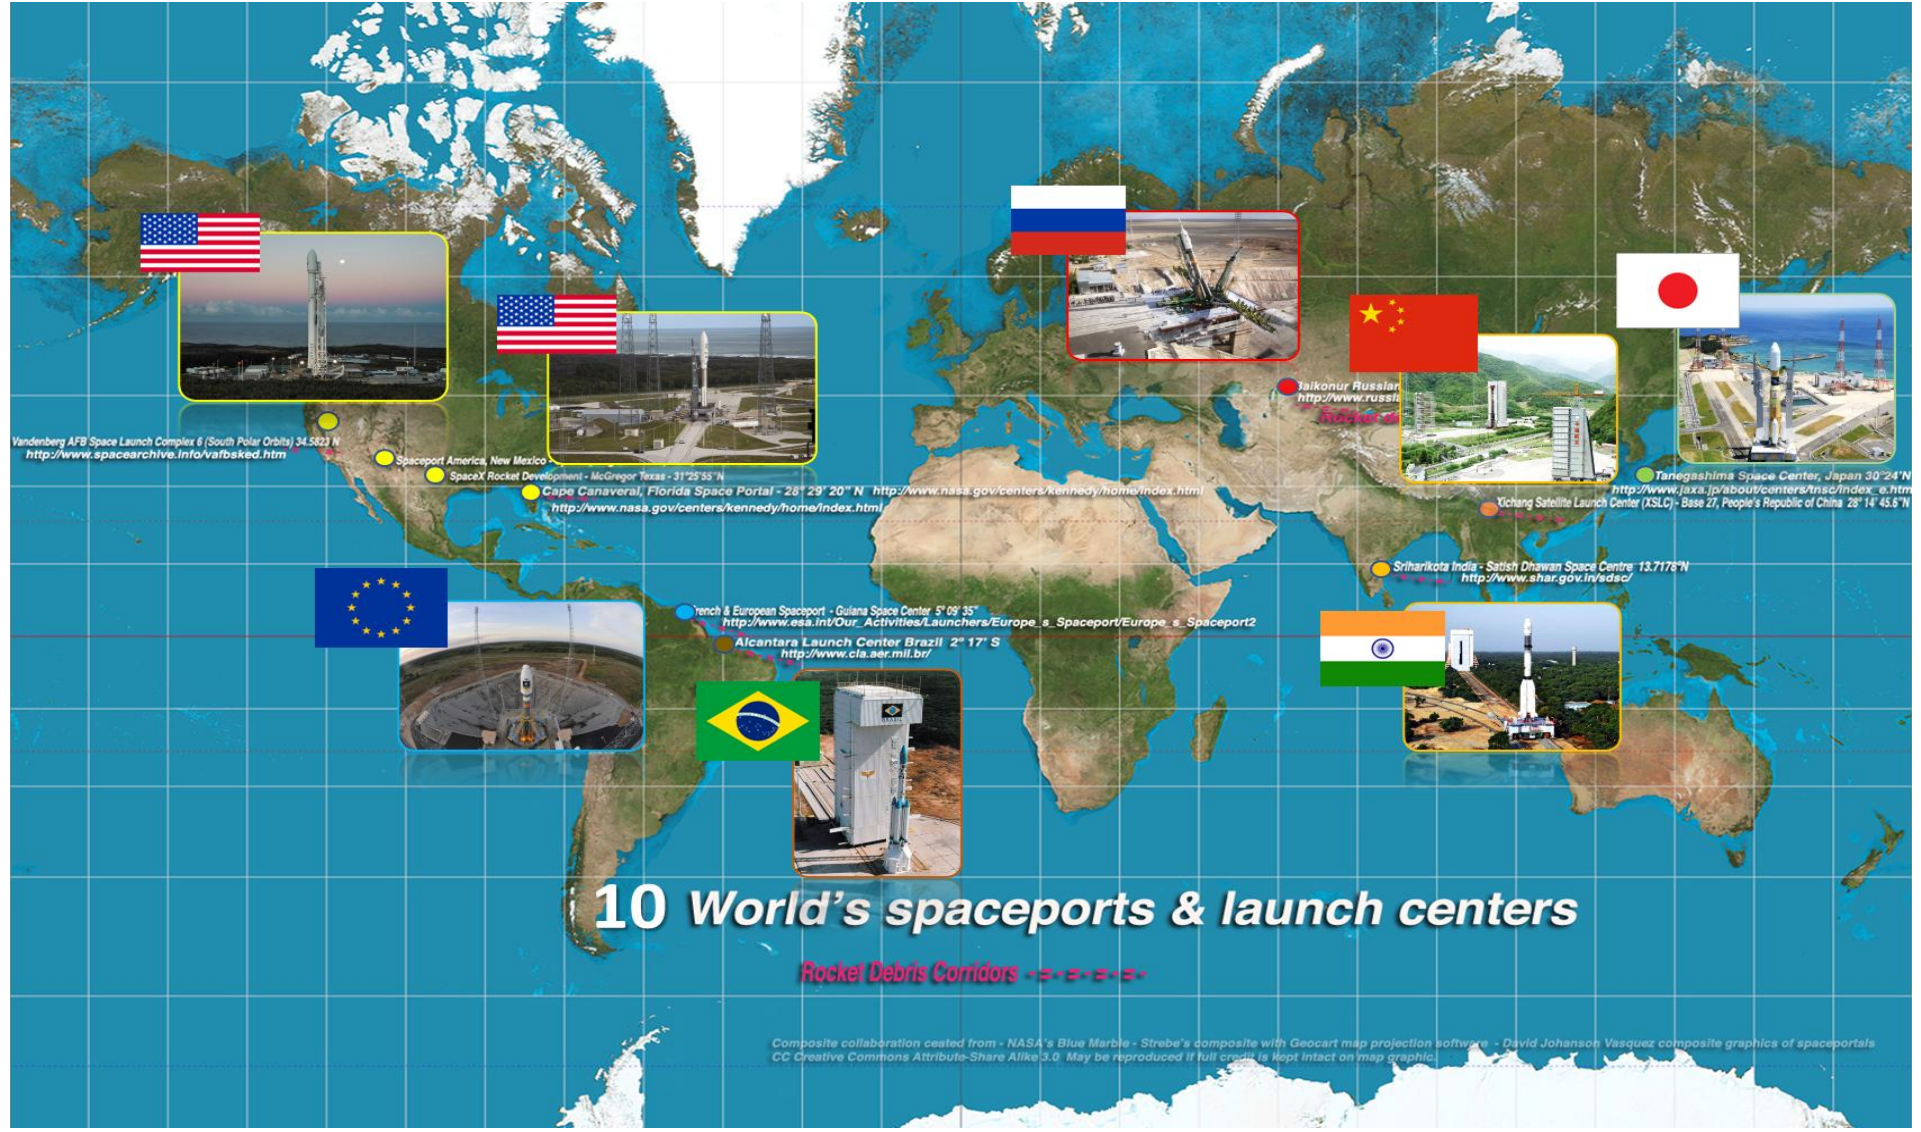 Vandenberg AFB Space Launch Complex 6 (South Polar Orbits) 34.5823 N
http://www.spacearchive.info/vafbsked.htm
Spaceport America, New Mexico -
SpaceX Rocket Development - McGregor Texas - 31°25'55"N
Cape Canaveral, Florida Space Portal - 28° 29' 20" N http://www.nasa.gov/centers/kennedy/home/index.html
http://www.nasa.gov/centers/kennedy/home/index.html
Baikonur Russian
http://www.russia
Rocket de
Tanegashima Space Center, Japan 30°24'N
http://www.jaxa.jp/about/centers/tnsc/index_e.htm
Xichang Satellite Launch Center (XSLC) - Base 27, People's Republic of China 28° 14' 45.6"N
Sriharikota India - Satish Dhawan Space Centre 13.7178°N
http://www.shar.gov.in/sdsc/
French & European Spaceport - Guiana Space Center 5° 09' 35"
http://www.esa.int/Our_Activities/Launchers/Europe_s_Spaceport/Europe_s_Spaceport2
Alcantara Launch Center Brazil 2° 17' S
http://www.cla.aer.mil.br/
BRASIL
10 World's spaceports & launch centers
Rocket Debris Corridors -=-=-=-=-
Composite collaboration ceated from - NASA's Blue Marble - Strebe's composite with Geocart map projection software - David Johanson Vasquez composite graphics of spaceportals
CC Creative Commons Attribute-Share Alike 3.0 May be reproduced if full credit is kept intact on map graphic.